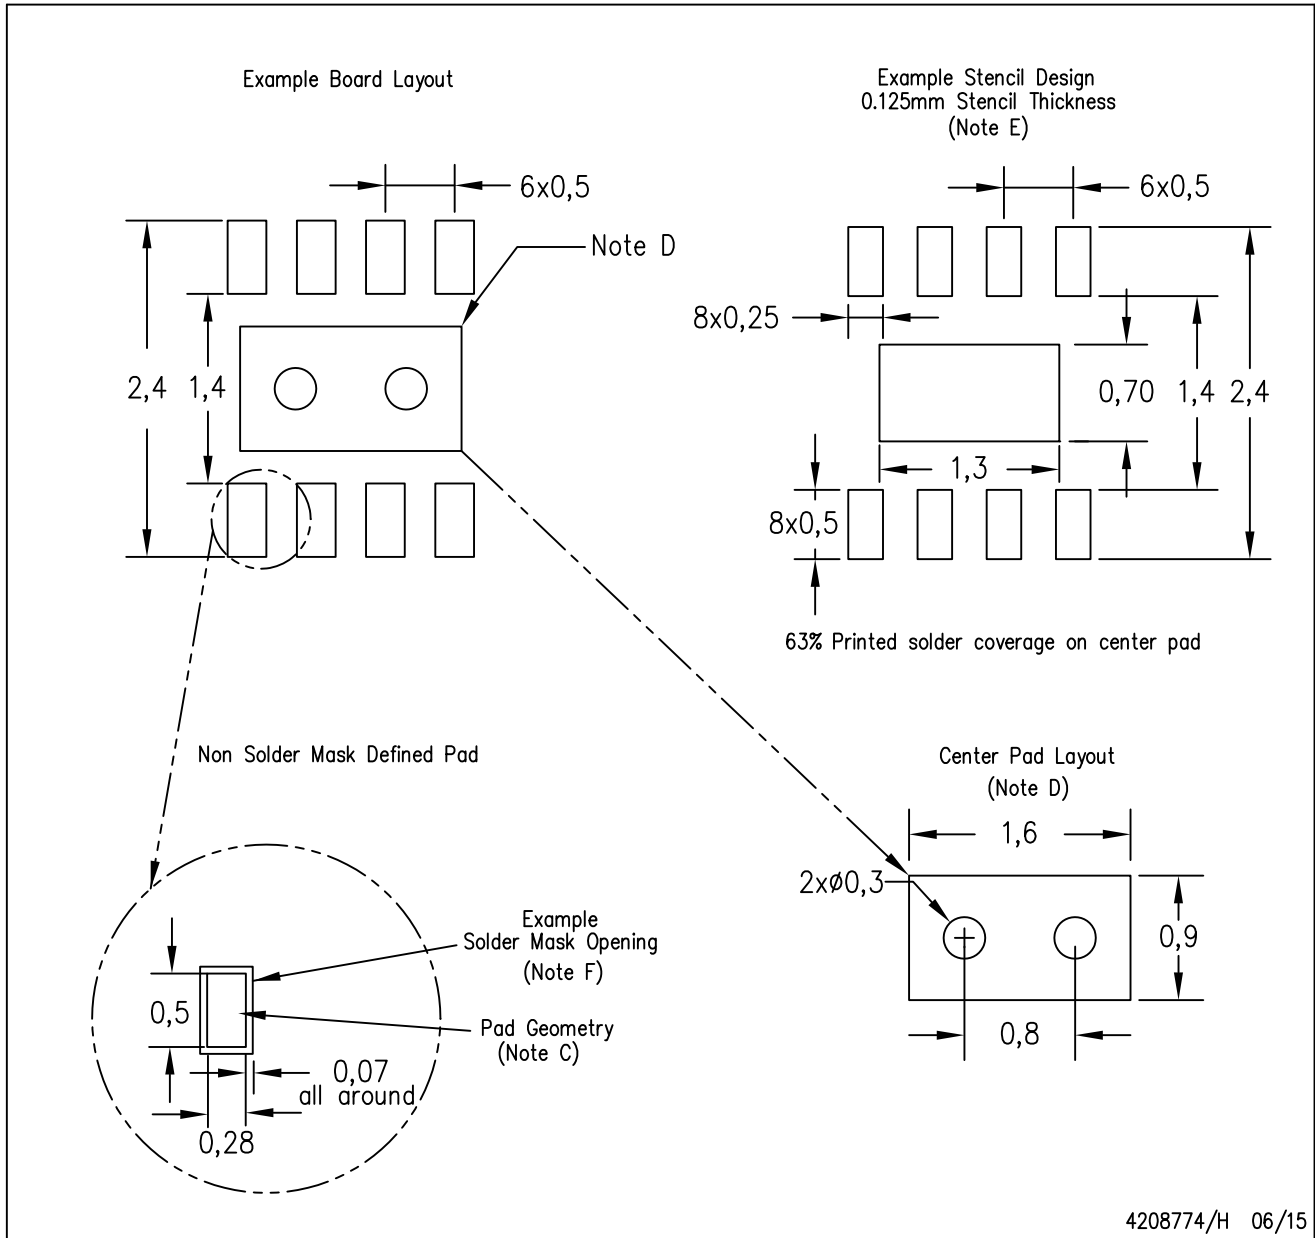 Example Board Layout
6x0,5
Note D
2,4
1,4
Example Stencil Design
0.125mm Stencil Thickness
(Note E)
6x0,5
8x0,25
0,70
1,4
2,4
1,3
8x0,5
63% Printed solder coverage on center pad
Non Solder Mask Defined Pad
Example
Solder Mask Opening
(Note F)
0,5
Pad Geometry
(Note C)
0,07
all around
0,28
Center Pad Layout
(Note D)
1,6
2xø0,3
0,9
0,8
4208774/H 06/15